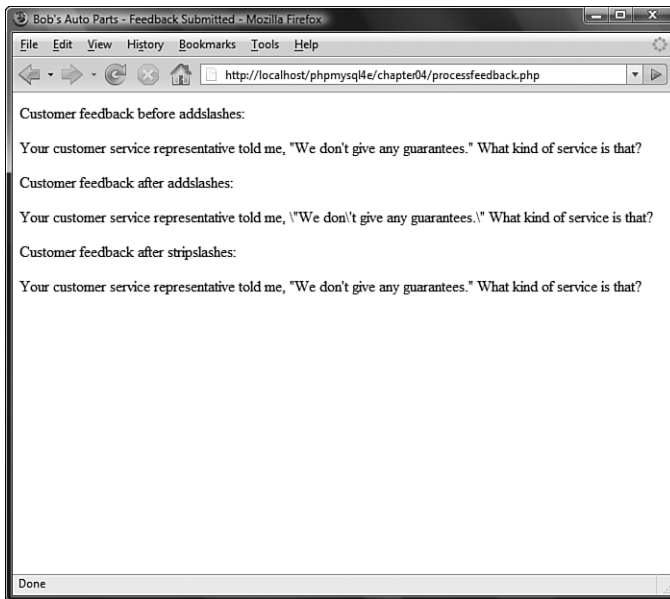 Bob's Auto Parts - Feedback Submitted - Mozilla Firefox
File Edit View History Bookmarks Tools Help
http://localhost/phpmysql4e/chapter04/processfeedback.php
Customer feedback before addslashes:
Your customer service representative told me, "We don't give any guarantees." What kind of service is that?
Customer feedback after addslashes:
Your customer service representative told me, \"We don\'t give any guarantees.\" What kind of service is that?
Customer feedback after stripslashes:
Your customer service representative told me, "We don't give any guarantees." What kind of service is that?
Done